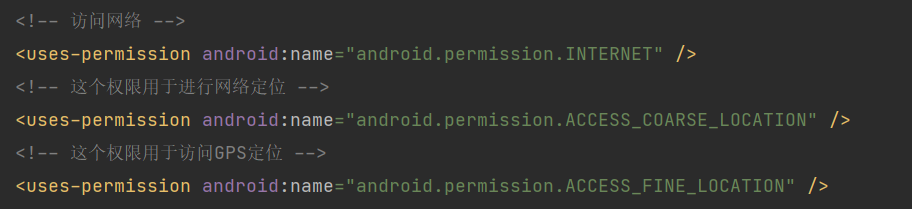 <!-- 访问网络 -->
<uses-permission android:name="android.permission.INTERNET" />
<!-- 这个权限用于进行网络定位 -->
<uses-permission android:name="android.permission.ACCESS_COARSE_LOCATION" />
<!-- 这个权限用于访问GPS定位 -->
<uses-permission android:name="android.permission.ACCESS_FINE_LOCATION" />